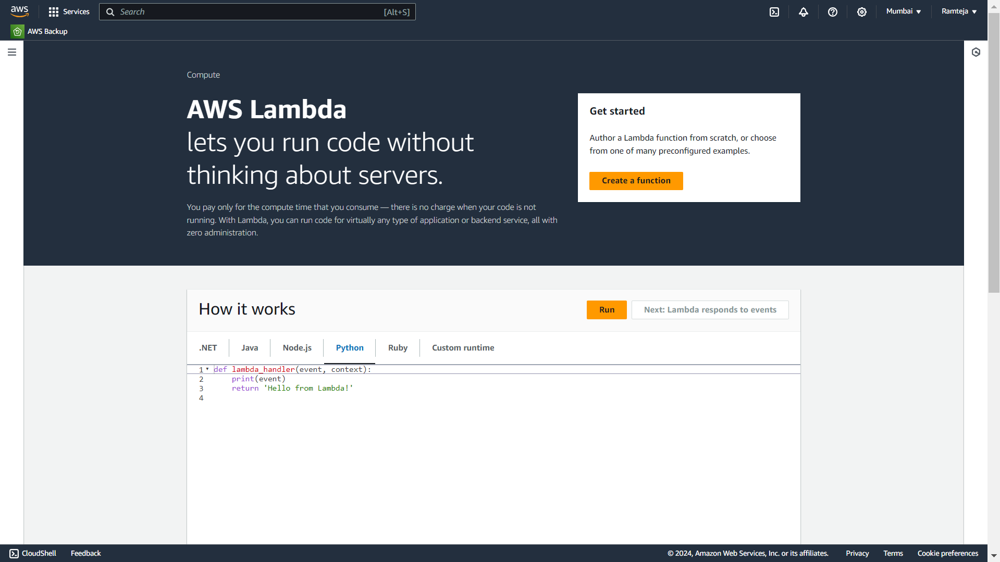 aws Services Search [Alt+S] Mumbai ▼ Ramteja ▼
AWS Backup
Compute
AWS Lambda
lets you run code without
thinking about servers.
You pay only for the compute time that you consume — there is no charge when your code is not
running. With Lambda, you can run code for virtually any type of application or backend service, all with
zero administration.
Get started
Author a Lambda function from scratch, or choose
from one of many preconfigured examples.
Create a function
How it works
Run Next: Lambda responds to events
.NET Java Node.js Python Ruby Custom runtime
1 def lambda_handler(event, context):
2 print(event)
3 return 'Hello from Lambda!'
4
CloudShell Feedback © 2024, Amazon Web Services, Inc. or its affiliates. Privacy Terms Cookie preferences